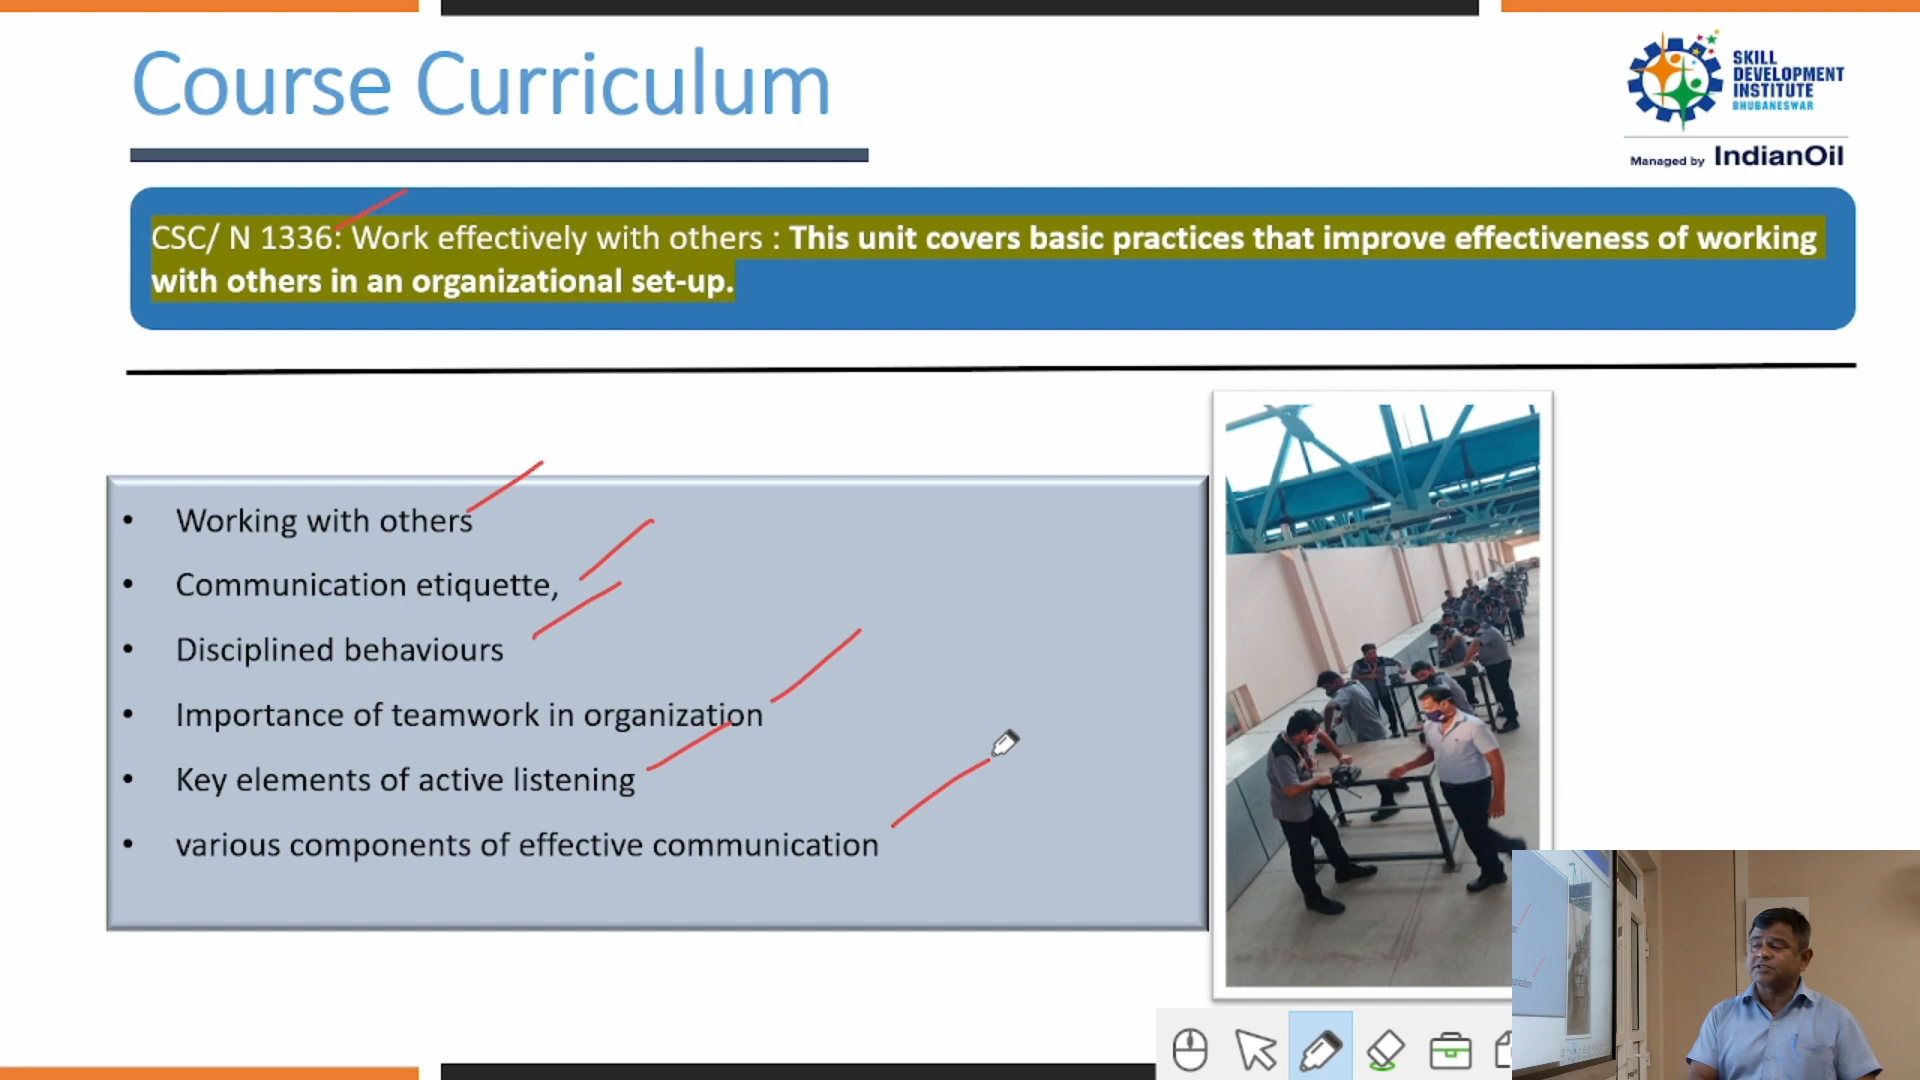 Course Curriculum
SKILL
DEVELOPMENT
INSTITUTE
BHUBANESWAR
Managed by IndianOil
CSC/ N 1336: Work effectively with others : This unit covers basic practices that improve effectiveness of working
with others in an organizational set-up.
• Working with others
• Communication etiquette,
• Disciplined behaviours
• Importance of teamwork in organization
• Key elements of active listening
• various components of effective communication